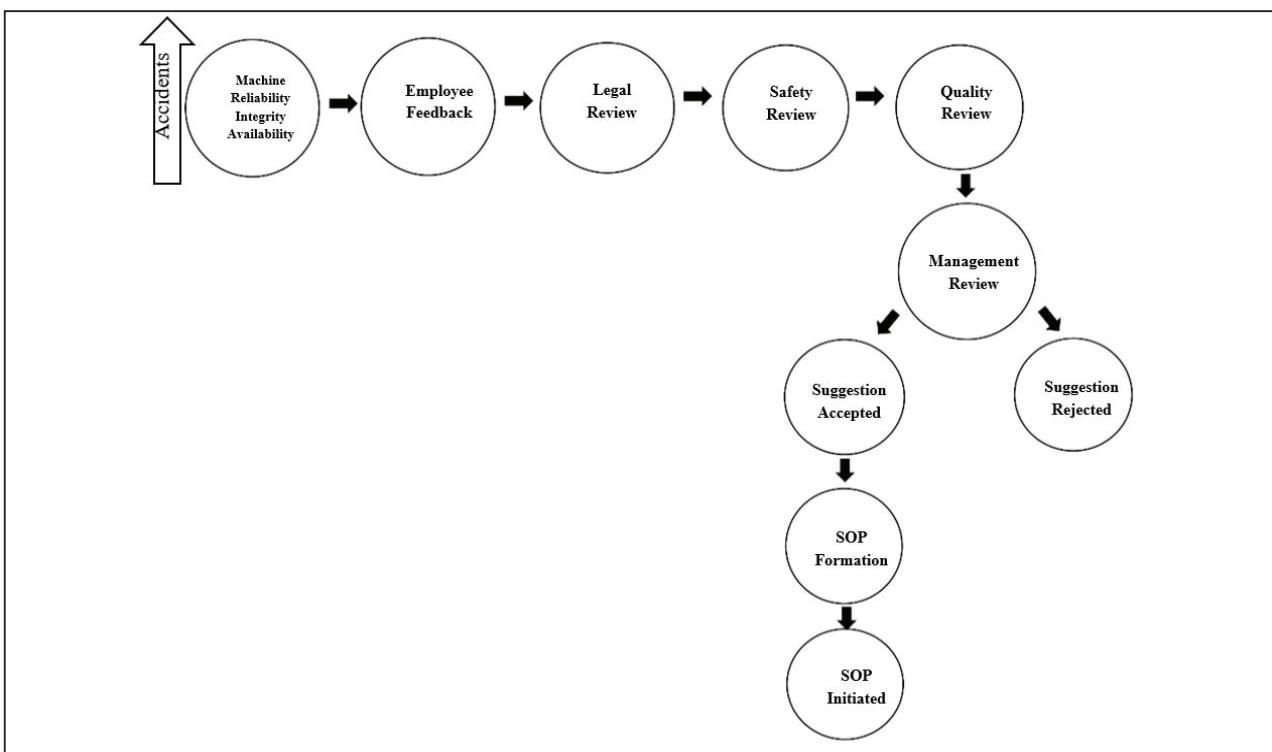 Accidents
Machine
Reliability
Integrity
Availability
Employee
Feedback
Legal
Review
Safety
Review
Quality
Review
Management
Review
Suggestion
Accepted
Suggestion
Rejected
SOP
Formation
SOP
Initiated